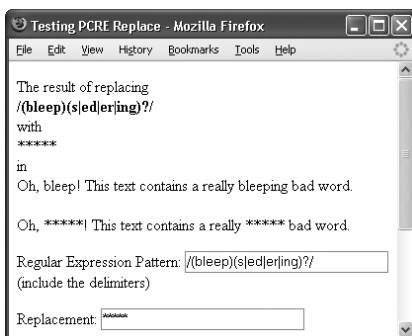 Testing PCRE Replace - Mozilla Firefox
File Edit View History Bookmarks Tools Help
The result of replacing
/(bleep)(s|ed|er|ing)?/
with
*****
in
Oh, bleep! This text contains a really bleeping bad word.
Oh, *****! This text contains a really ***** bad word.
Regular Expression Pattern: /(bleep)(s|ed|er|ing)?/
(include the delimiters)
Replacement: *****